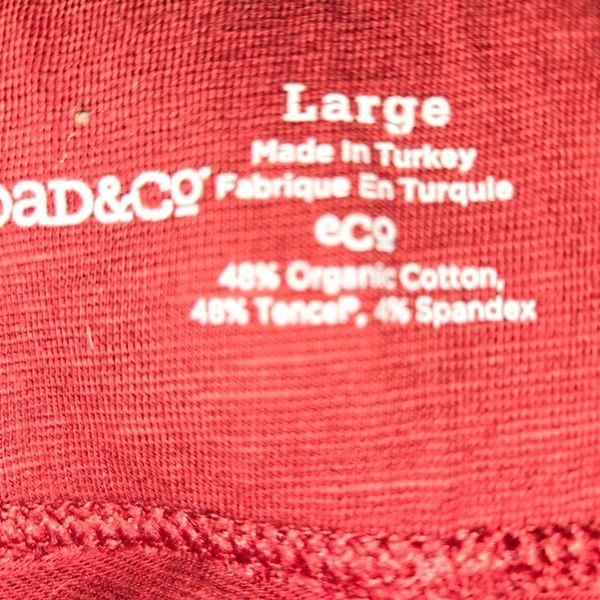 Large
Made In Turkey
Fabrique En Turquie
oaD&Co
eCo
48% Organic Cotton,
48% Tencel®, 4% Spandex